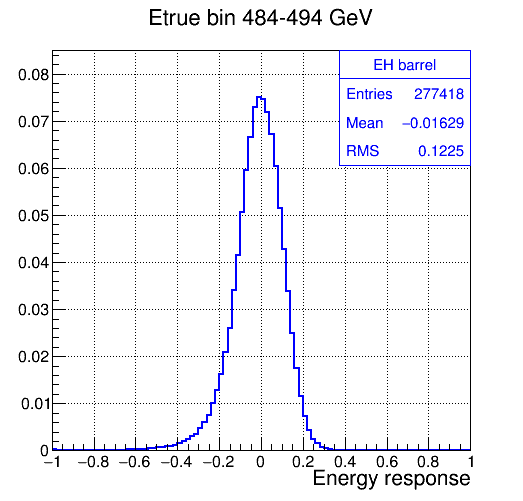 Etrue bin 484-494 GeV
EH barrel
Entries 277418
Mean −0.01629
RMS 0.1225
0.08
0.07
0.06
0.05
0.04
0.03
0.02
0.01
0
−1 −0.8 −0.6 −0.4 −0.2 0 0.2 0.4 0.6 0.8 1
Energy response